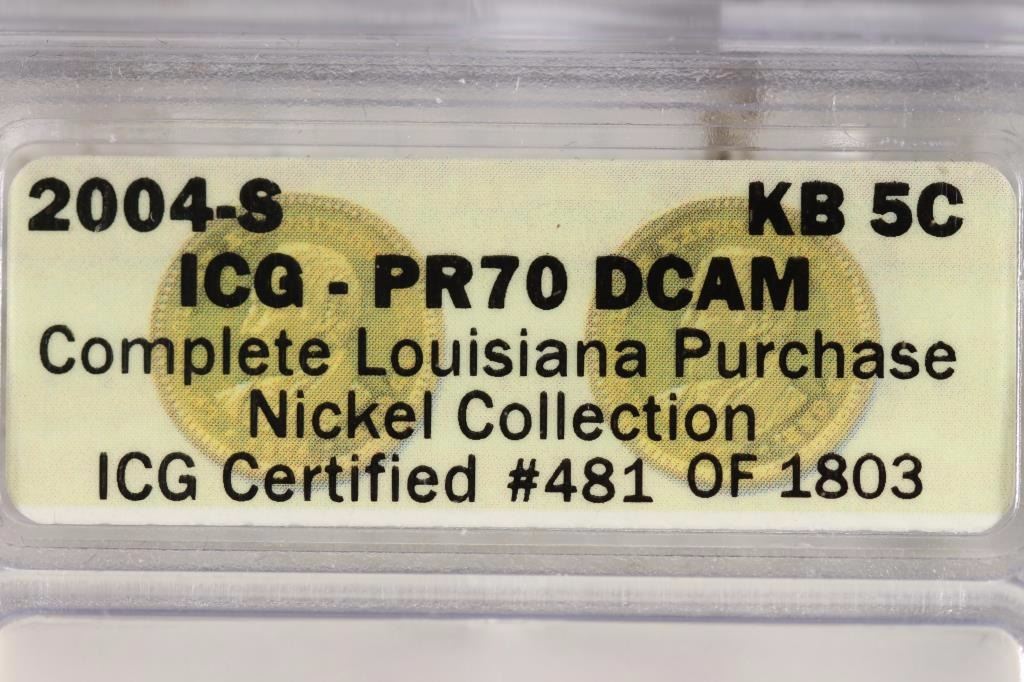 2004-S KB 5C
ICG - PR70 DCAM
Complete Louisiana Purchase
Nickel Collection
ICG Certified #481 OF 1803